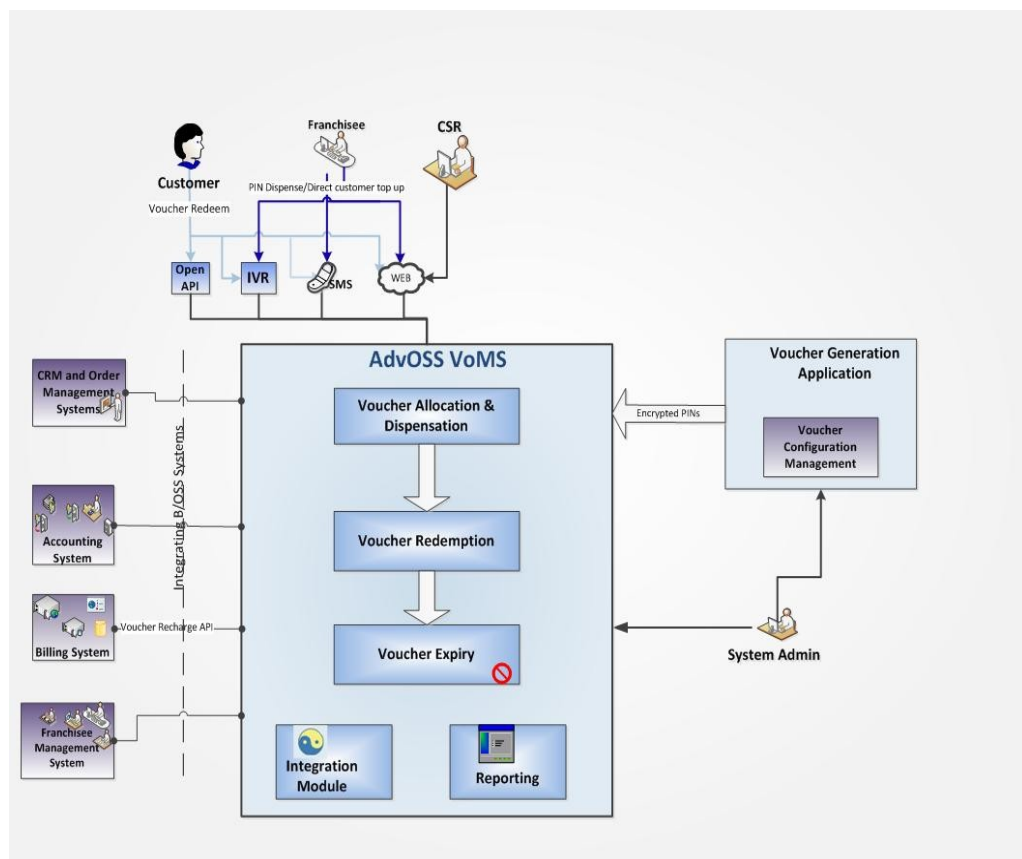 Franchisee
CSR
Customer
PIN Dispense/Direct customer top up
Voucher Redeem
Open
API
IVR
SMS
WEB
AdvOSS VoMS
Voucher Allocation &
Dispensation
Voucher Redemption
Voucher Expiry
Integration
Module
Reporting
CRM and Order
Management
Systems
Integrating B/OSS Systems
Accounting
System
Voucher Recharge API
Billing System
Franchisee
Management
System
Voucher Generation
Application
Encrypted PINs
Voucher
Configuration
Management
System Admin